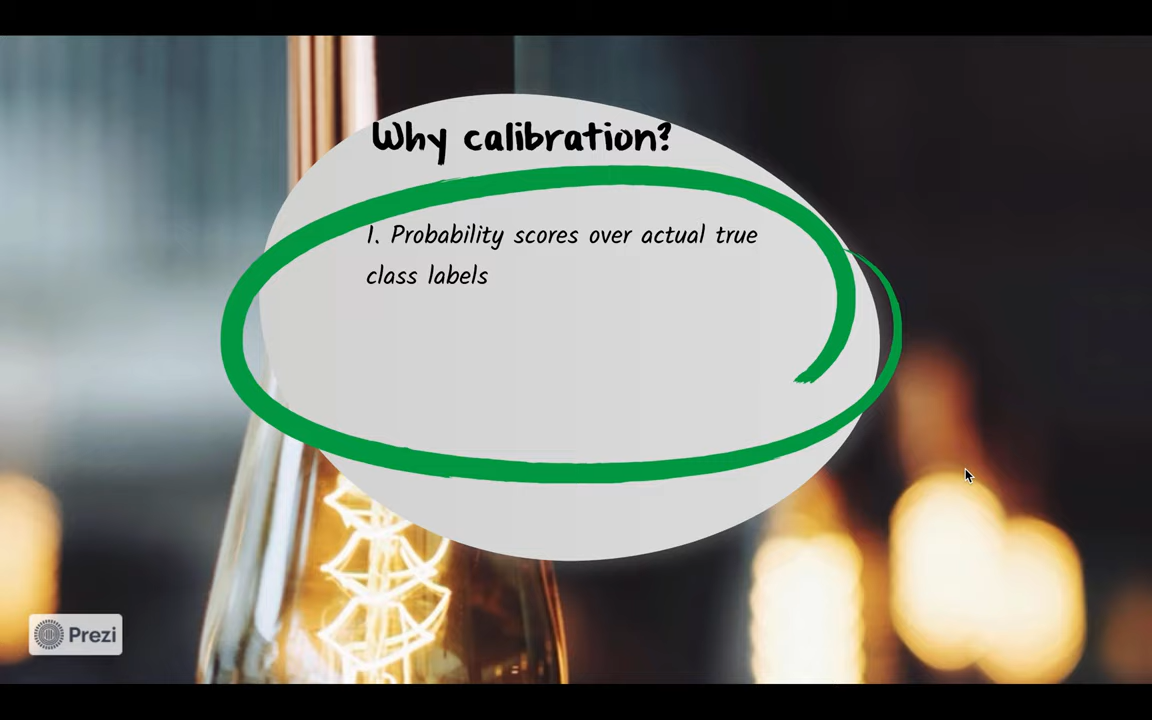 Why calibration?
1. Probability scores over actual true
class labels
Prezi